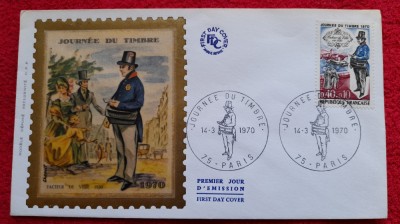 JOURNÉE DU TIMBRE
1970
FIRST DAY COVER
FDC
JOURNÉE DU TIMBRE 1970
0,40+0,10
REPUBLIQUE FRANÇAISE
JOURNÉE DU TIMBRE
14-3 1970
75 - PARIS
JOURNÉE DU TIMBRE
14-3 1970
75 - PARIS
PREMIER JOUR
D'EMISSION
FIRST DAY COVER